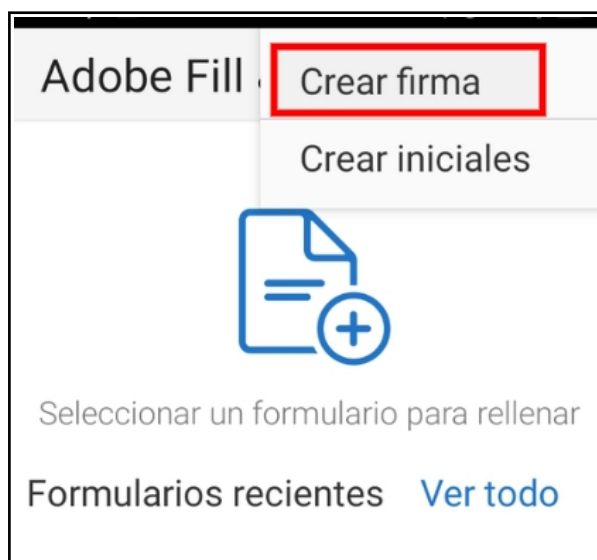 Adobe Fill
Crear firma
Crear iniciales
Seleccionar un formulario para rellenar
Formularios recientes Ver todo